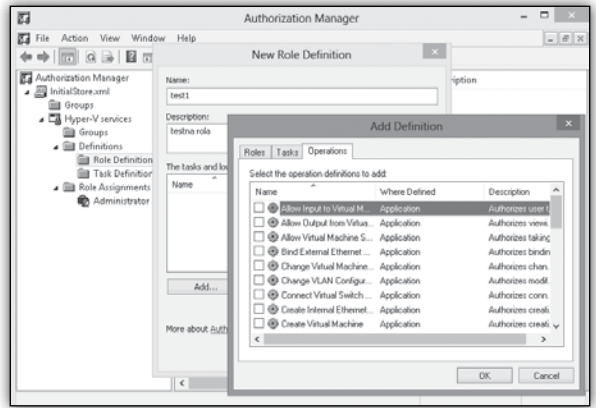 Authorization Manager
File Action View Window Help
Authorization Manager
InitialStore.xml
Groups
Hyper-V services
Groups
Definitions
Role Definition
Task Definition
Role Assignments
Administrator
ription
New Role Definition
Name:
test1
Description:
testna rola
The tasks and lo
Name
Add...
More about Auth
Add Definition
Roles Tasks Operations
Select the operation definitions to add:
Name Where Defined Description
Allow Input to Virtual M... Application Authorizes user t
Allow Output from Virtua... Application Authorizes viewi
Allow Virtual Machine S... Application Authorizes taking
Bind External Ethernet ... Application Authorizes bindin
Change Virtual Machine... Application Authorizes chan
Change VLAN Configur... Application Authorizes modif
Connect Virtual Switch ... Application Authorizes conn
Create Internal Ethernet... Application Authorizes creati
Create Virtual Machine Application Authorizes creati
OK Cancel